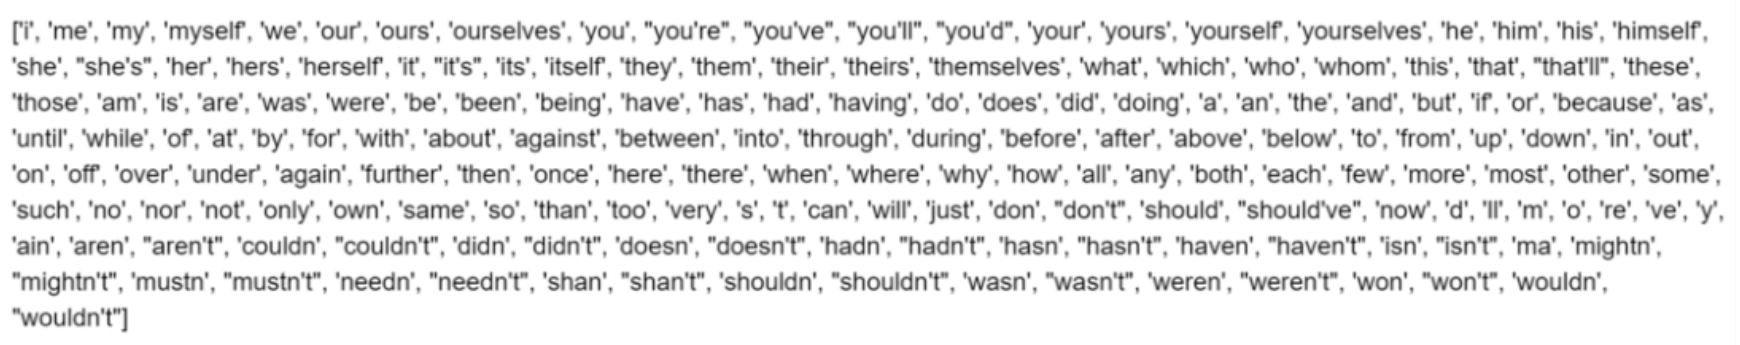 ['i', 'me', 'my', 'myself', 'we', 'our', 'ours', 'ourselves', 'you', "you're", "you've", "you'll", "you'd", 'your', 'yours', 'yourself', 'yourselves', 'he', 'him', 'his', 'himself',
'she', "she's", 'her', 'hers', 'herself', 'it', "it's", 'its', 'itself', 'they', 'them', 'their', 'theirs', 'themselves', 'what', 'which', 'who', 'whom', 'this', 'that', "that'll", 'these',
'those', 'am', 'is', 'are', 'was', 'were', 'be', 'been', 'being', 'have', 'has', 'had', 'having', 'do', 'does', 'did', 'doing', 'a', 'an', 'the', 'and', 'but', 'if', 'or', 'because', 'as',
'until', 'while', 'of', 'at', 'by', 'for', 'with', 'about', 'against', 'between', 'into', 'through', 'during', 'before', 'after', 'above', 'below', 'to', 'from', 'up', 'down', 'in', 'out',
'on', 'off', 'over', 'under', 'again', 'further', 'then', 'once', 'here', 'there', 'when', 'where', 'why', 'how', 'all', 'any', 'both', 'each', 'few', 'more', 'most', 'other', 'some',
'such', 'no', 'nor', 'not', 'only', 'own', 'same', 'so', 'than', 'too', 'very', 's', 't', 'can', 'will', 'just', 'don', "don't", 'should', "should've", 'now', 'd', 'll', 'm', 'o', 're', 've', 'y',
'ain', 'aren', "aren't", 'couldn', "couldn't", 'didn', "didn't", 'doesn', "doesn't", 'hadn', "hadn't", 'hasn', "hasn't", 'haven', "haven't", 'isn', "isn't", 'ma', 'mightn',
"mightn't", 'mustn', "mustn't", 'needn', "needn't", 'shan', "shan't", 'shouldn', "shouldn't", 'wasn', "wasn't", 'weren', "weren't", 'won', "won't", 'wouldn',
"wouldn't"]